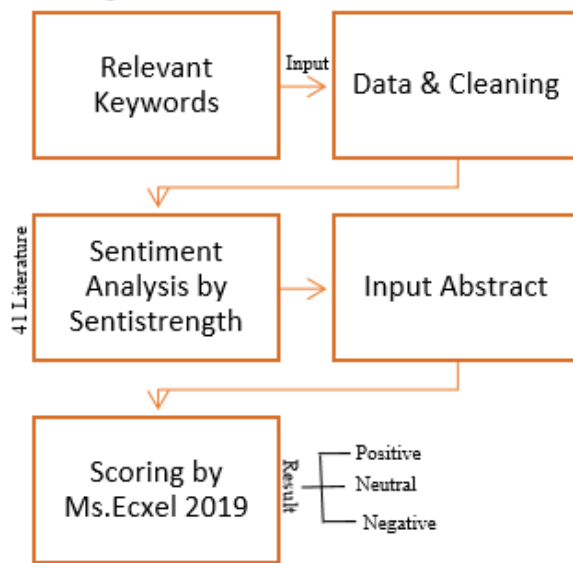 Relevant
Keywords
Input
Data & Cleaning
41 Literature
Sentiment
Analysis by
Sentistrength
Input Abstract
Scoring by
Ms.Ecxel 2019
Result
Positive
Neutral
Negative